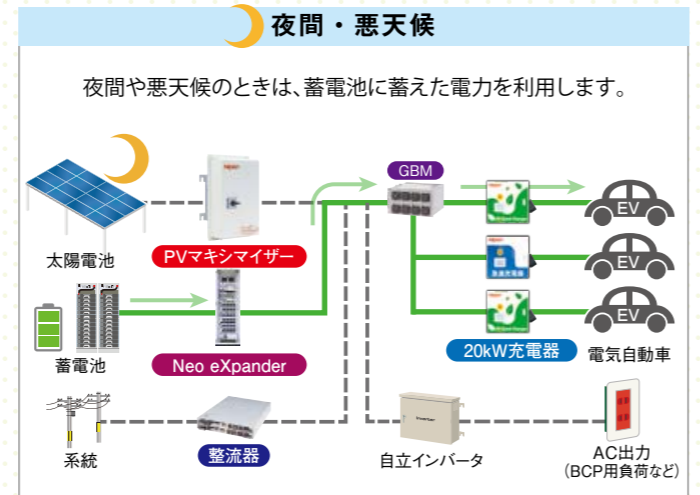 夜間・悪天候
夜間や悪天候のときは、蓄電池に蓄えた電力を利用します。
GBM
EV
太陽電池
PVマキシマイザー
EV
EV
蓄電池
Neo eXpander
20kW充電器
電気自動車
系統
整流器
Inverter
自立インバータ
AC出力
(BCP用負荷など)